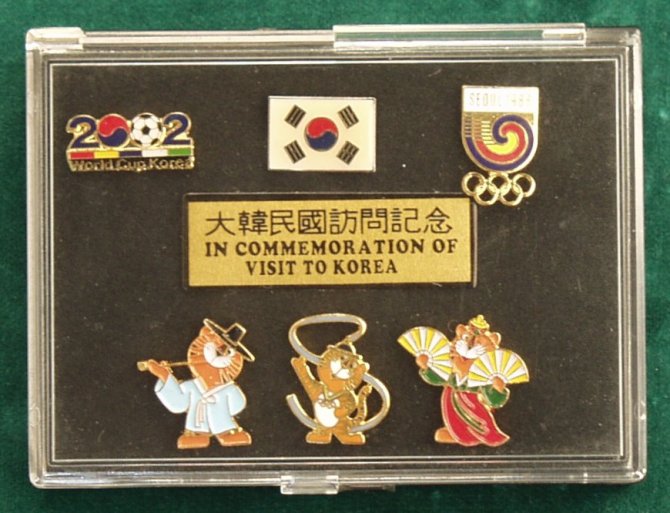 2002
World Cup Korea
SEOUL 1988
大韓民國訪問記念
IN COMMEMORATION OF
VISIT TO KOREA